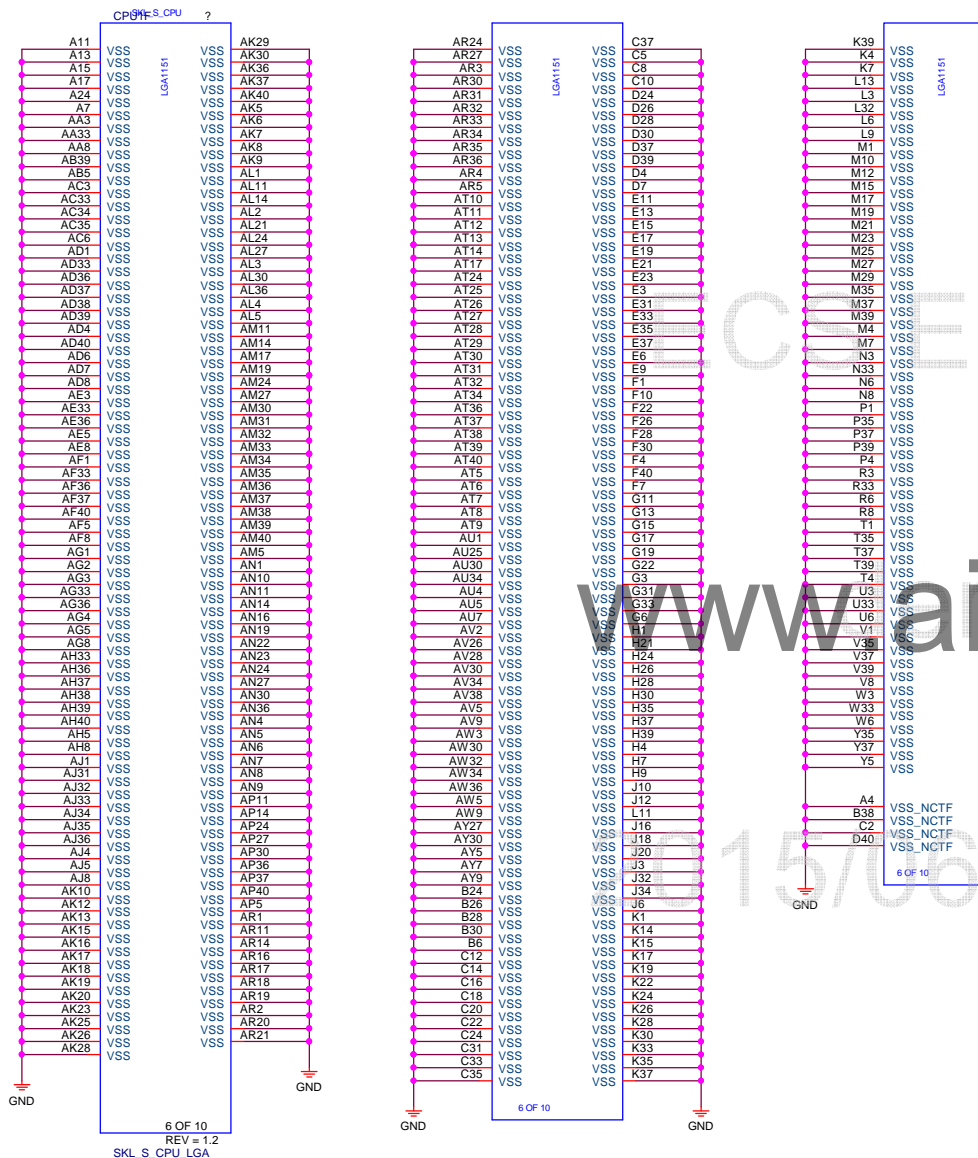 CPU1F SKL_S_CPU ?
LGA1151
A11 VSS VSS AK29
A13 VSS VSS AK30
A15 VSS VSS AK36
A17 VSS VSS AK37
A24 VSS VSS AK40
A7 VSS VSS AK5
AA3 VSS VSS AK6
AA33 VSS VSS AK7
AA8 VSS VSS AK8
AB39 VSS VSS AK9
AB5 VSS VSS AL1
AC3 VSS VSS AL11
AC33 VSS VSS AL14
AC34 VSS VSS AL2
AC35 VSS VSS AL21
AC6 VSS VSS AL24
AD1 VSS VSS AL27
AD33 VSS VSS AL3
AD36 VSS VSS AL30
AD37 VSS VSS AL36
AD38 VSS VSS AL4
AD39 VSS VSS AL5
AD4 VSS VSS AM11
AD40 VSS VSS AM14
AD6 VSS VSS AM17
AD7 VSS VSS AM19
AD8 VSS VSS AM24
AE3 VSS VSS AM27
AE33 VSS VSS AM30
AE36 VSS VSS AM31
AE5 VSS VSS AM32
AE8 VSS VSS AM33
AF1 VSS VSS AM34
AF33 VSS VSS AM35
AF36 VSS VSS AM36
AF37 VSS VSS AM37
AF40 VSS VSS AM38
AF5 VSS VSS AM39
AF8 VSS VSS AM40
AG1 VSS VSS AM5
AG2 VSS VSS AN1
AG3 VSS VSS AN10
AG33 VSS VSS AN11
AG36 VSS VSS AN14
AG4 VSS VSS AN16
AG5 VSS VSS AN19
AG8 VSS VSS AN22
AH33 VSS VSS AN23
AH36 VSS VSS AN24
AH37 VSS VSS AN27
AH38 VSS VSS AN30
AH39 VSS VSS AN36
AH40 VSS VSS AN4
AH5 VSS VSS AN5
AH8 VSS VSS AN6
AJ1 VSS VSS AN7
AJ31 VSS VSS AN8
AJ32 VSS VSS AN9
AJ33 VSS VSS AP11
AJ34 VSS VSS AP14
AJ35 VSS VSS AP24
AJ36 VSS VSS AP27
AJ4 VSS VSS AP30
AJ5 VSS VSS AP36
AJ8 VSS VSS AP37
AK10 VSS VSS AP40
AK12 VSS VSS AP5
AK13 VSS VSS AR1
AK15 VSS VSS AR11
AK16 VSS VSS AR14
AK17 VSS VSS AR16
AK18 VSS VSS AR17
AK19 VSS VSS AR18
AK20 VSS VSS AR19
AK23 VSS VSS AR2
AK25 VSS VSS AR20
AK26 VSS VSS AR21
AK28 VSS
GND
GND
6 OF 10
REV = 1.2
SKL_S_CPU_LGA
LGA1151
AR24 VSS VSS C37
AR27 VSS VSS C5
AR3 VSS VSS C8
AR30 VSS VSS C10
AR31 VSS VSS D24
AR32 VSS VSS D26
AR33 VSS VSS D28
AR34 VSS VSS D30
AR35 VSS VSS D37
AR36 VSS VSS D39
AR4 VSS VSS D4
AR5 VSS VSS D7
AT10 VSS VSS E11
AT11 VSS VSS E13
AT12 VSS VSS E15
AT13 VSS VSS E17
AT14 VSS VSS E19
AT17 VSS VSS E21
AT24 VSS VSS E23
AT25 VSS VSS E3
AT26 VSS VSS E31
AT27 VSS VSS E33
AT28 VSS VSS E35
AT29 VSS VSS E37
AT30 VSS VSS E6
AT31 VSS VSS E9
AT32 VSS VSS F1
AT34 VSS VSS F10
AT36 VSS VSS F22
AT37 VSS VSS F26
AT38 VSS VSS F28
AT39 VSS VSS F30
AT40 VSS VSS F4
AT5 VSS VSS F40
AT6 VSS VSS F7
AT7 VSS VSS G11
AT8 VSS VSS G13
AT9 VSS VSS G15
AU1 VSS VSS G17
AU25 VSS VSS G19
AU30 VSS VSS G22
AU34 VSS VSS G3
AU4 VSS VSS G31
AU5 VSS VSS G33
AU7 VSS VSS G6
AV2 VSS VSS H1
AV26 VSS VSS H21
AV28 VSS VSS H24
AV30 VSS VSS H26
AV34 VSS VSS H28
AV38 VSS VSS H30
AV5 VSS VSS H35
AV9 VSS VSS H37
AW3 VSS VSS H39
AW30 VSS VSS H4
AW32 VSS VSS H7
AW34 VSS VSS H9
AW36 VSS VSS J10
AW5 VSS VSS J12
AW9 VSS VSS L11
AY27 VSS VSS J16
AY30 VSS VSS J18
AY5 VSS VSS J20
AY7 VSS VSS J3
AY9 VSS VSS J32
B24 VSS VSS J34
B26 VSS VSS J6
B28 VSS VSS K1
B30 VSS VSS K14
B6 VSS VSS K15
C12 VSS VSS K17
C14 VSS VSS K19
C16 VSS VSS K22
C18 VSS VSS K24
C20 VSS VSS K26
C22 VSS VSS K28
C24 VSS VSS K30
C31 VSS VSS K33
C33 VSS VSS K35
C35 VSS VSS K37
6 OF 10
GND
GND
LGA1151
K39 VSS
K4 VSS
K7 VSS
L13 VSS
L3 VSS
L32 VSS
L6 VSS
L9 VSS
M1 VSS
M10 VSS
M12 VSS
M15 VSS
M17 VSS
M19 VSS
M21 VSS
M23 VSS
M25 VSS
M27 VSS
M29 VSS
M35 VSS
M37 VSS
M39 VSS
M4 VSS
M7 VSS
N3 VSS
N33 VSS
N6 VSS
N8 VSS
P1 VSS
P35 VSS
P37 VSS
P39 VSS
P4 VSS
R3 VSS
R33 VSS
R6 VSS
R8 VSS
T1 VSS
T35 VSS
T37 VSS
T39 VSS
T4 VSS
U3 VSS
U33 VSS
U6 VSS
V1 VSS
V35 VSS
V37 VSS
V39 VSS
V8 VSS
W3 VSS
W33 VSS
W6 VSS
Y35 VSS
Y37 VSS
Y5 VSS
A4 VSS_NCTF
B38 VSS_NCTF
C2 VSS_NCTF
D40 VSS_NCTF
6 OF 10
GND
ECSE
www.ai
2015/06